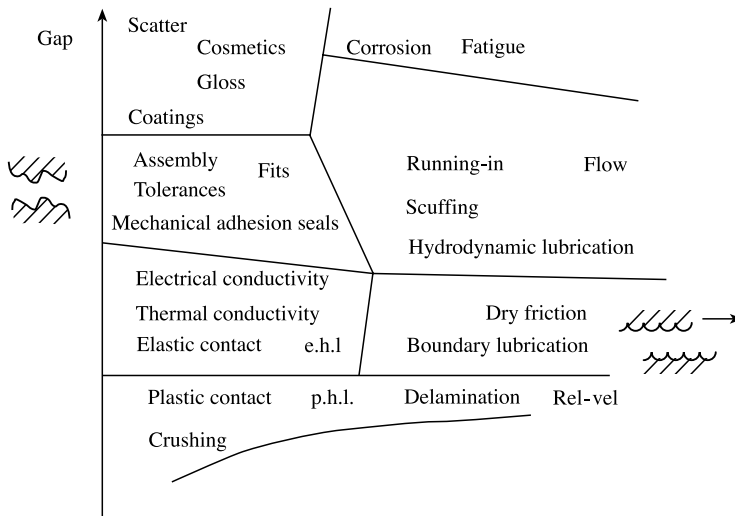 Gap
Scatter
Cosmetics
Corrosion Fatigue
Gloss
Coatings
Assembly
Fits
Tolerances
Mechanical adhesion seals
Running-in Flow
Scuffing
Hydrodynamic lubrication
Electrical conductivity
Thermal conductivity
Elastic contact e.h.l
Dry friction
Boundary lubrication
Plastic contact p.h.l. Delamination Rel-vel
Crushing